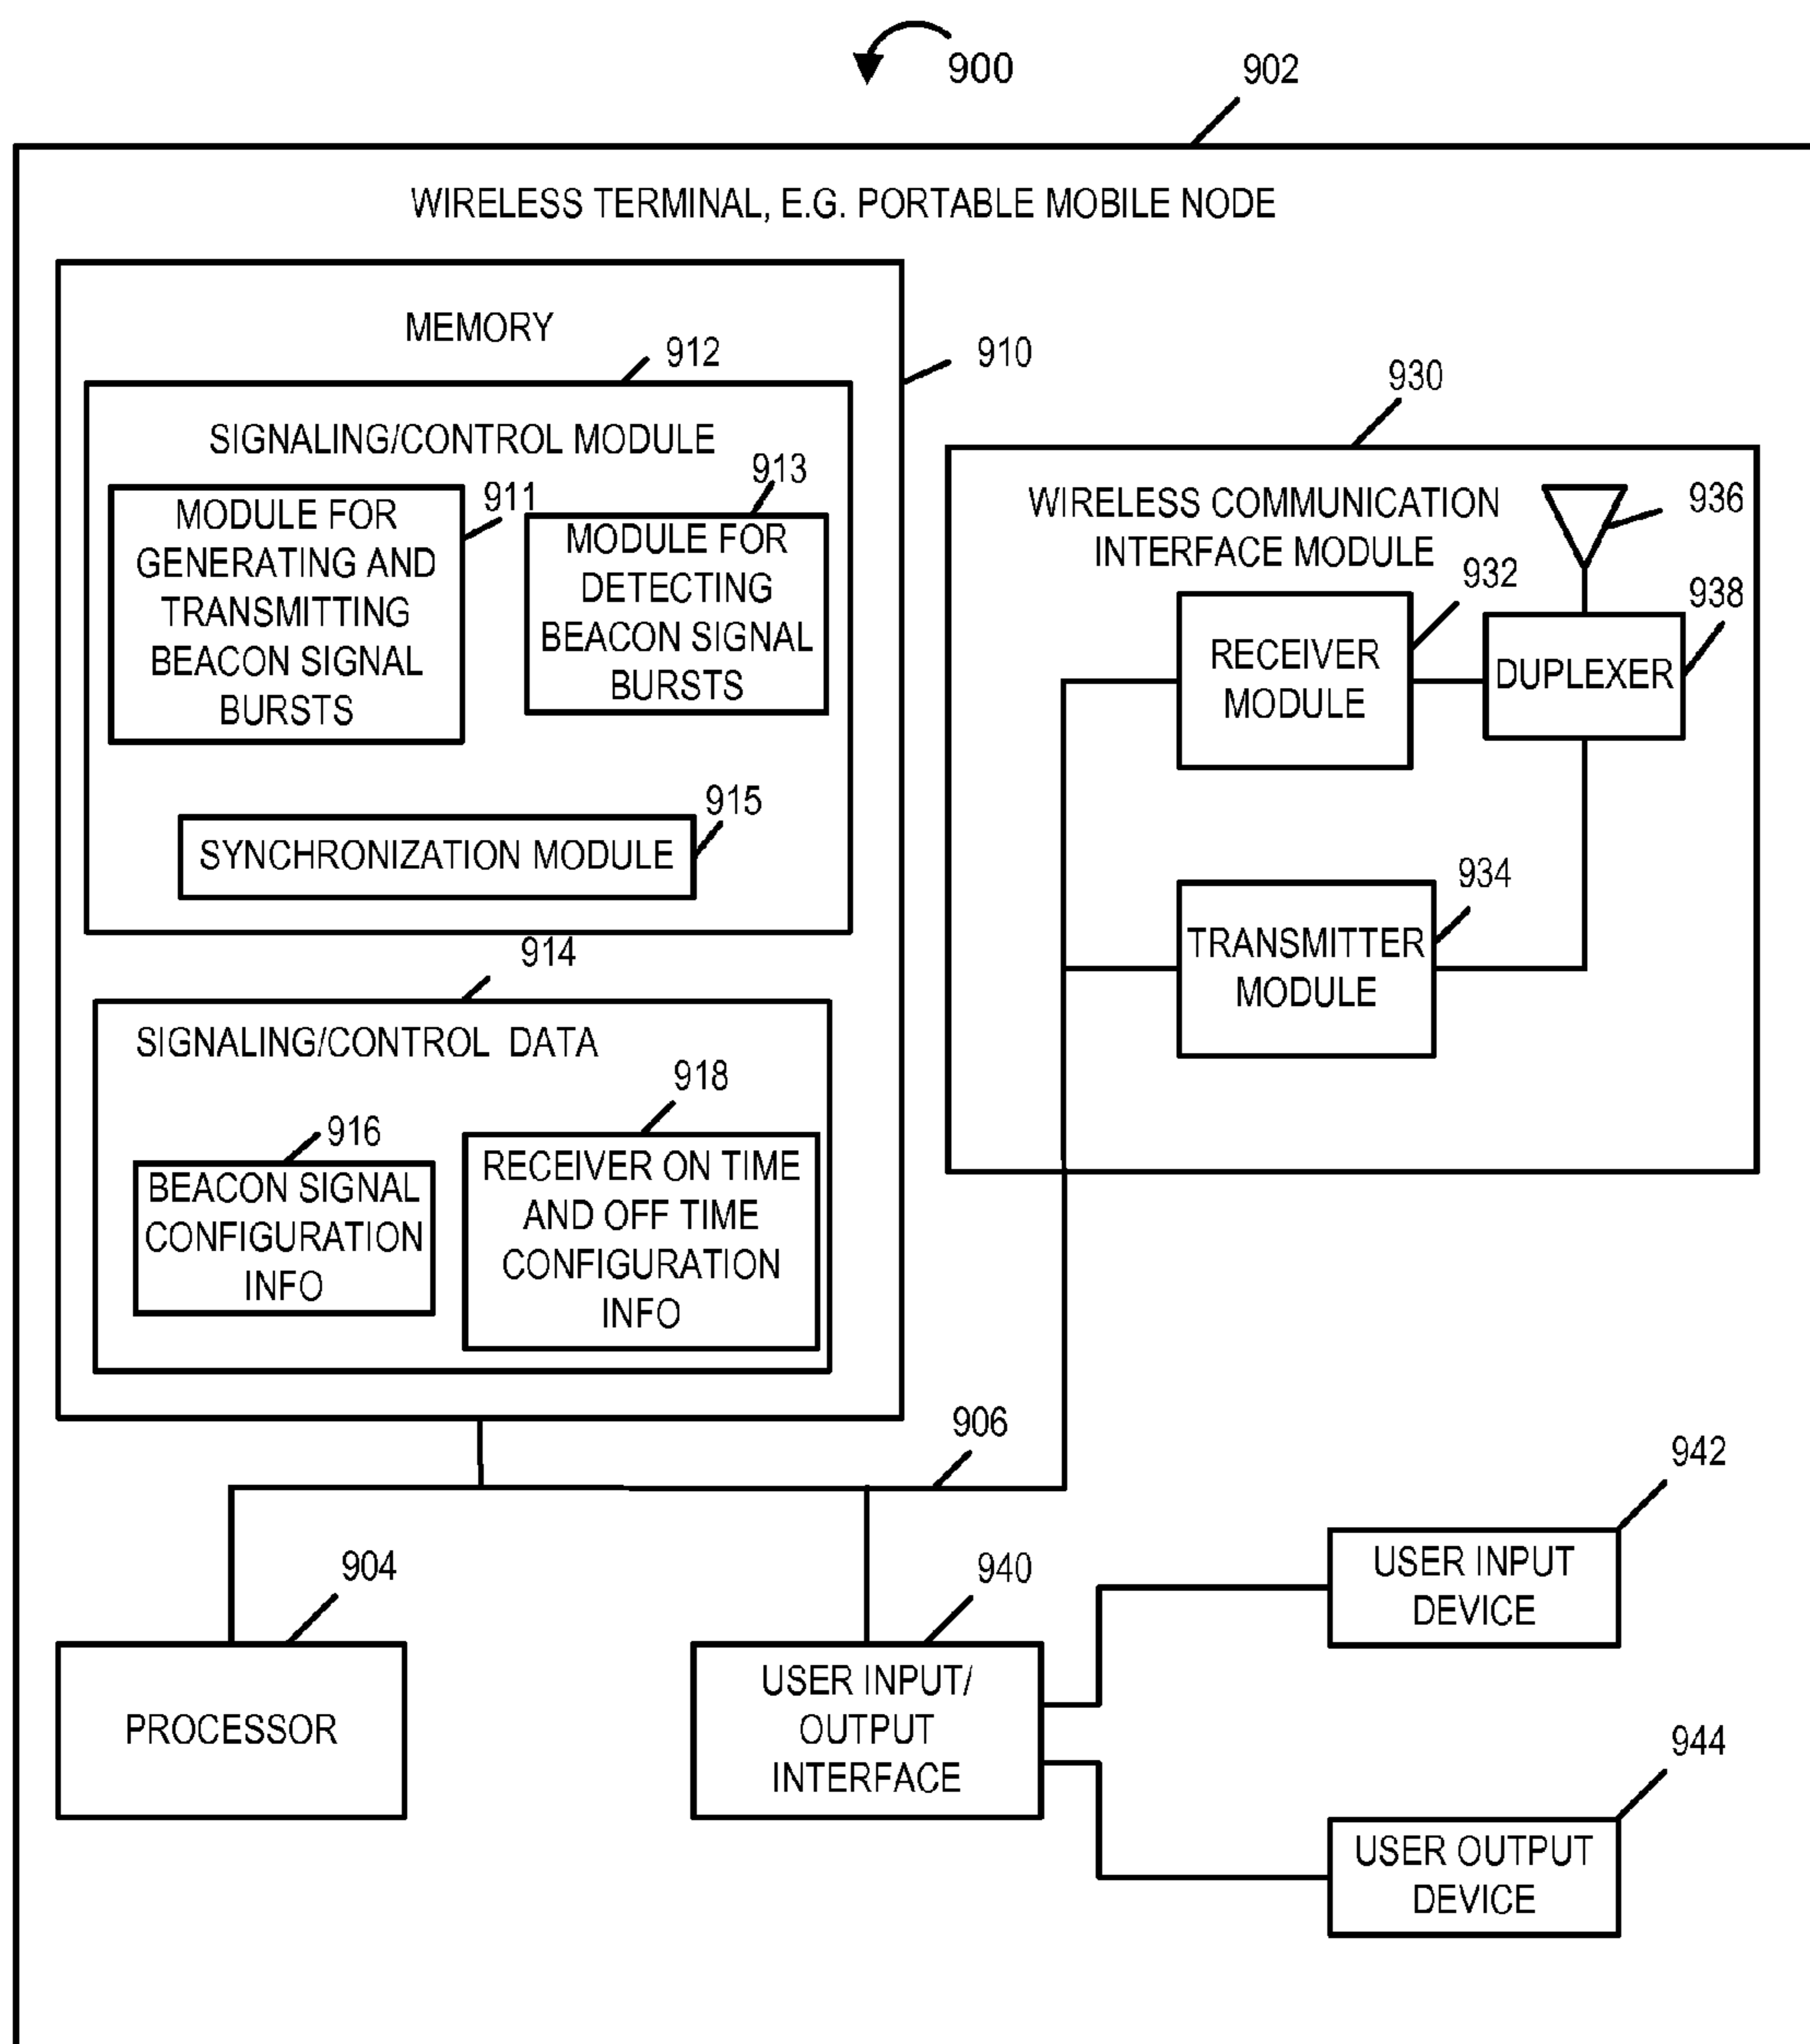 900
902
WIRELESS TERMINAL, E.G. PORTABLE MOBILE NODE
MEMORY
910
912
SIGNALING/CONTROL MODULE
911
MODULE FOR
GENERATING AND
TRANSMITTING
BEACON SIGNAL
BURSTS
913
MODULE FOR
DETECTING
BEACON SIGNAL
BURSTS
915
SYNCHRONIZATION MODULE
914
SIGNALING/CONTROL DATA
916
BEACON SIGNAL
CONFIGURATION
INFO
918
RECEIVER ON TIME
AND OFF TIME
CONFIGURATION
INFO
930
WIRELESS COMMUNICATION
INTERFACE MODULE
936
932
RECEIVER
MODULE
938
DUPLEXER
934
TRANSMITTER
MODULE
906
904
PROCESSOR
940
USER INPUT/
OUTPUT
INTERFACE
942
USER INPUT
DEVICE
944
USER OUTPUT
DEVICE